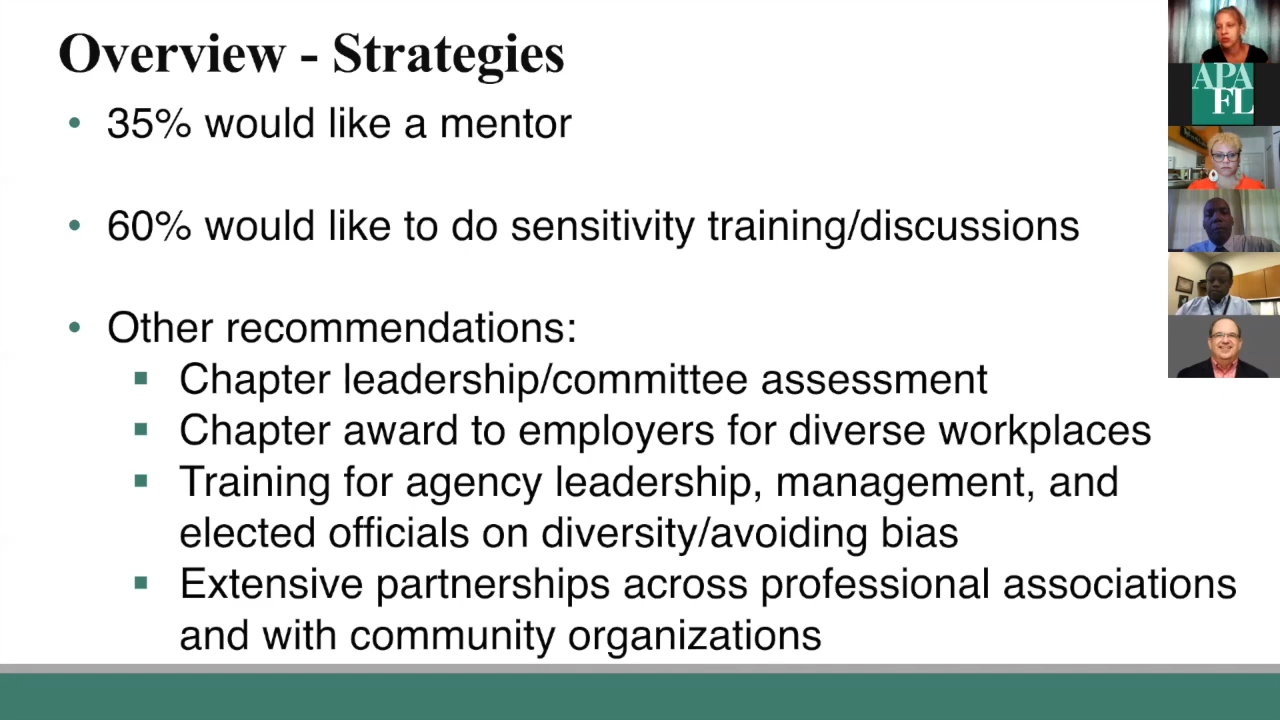 Overview - Strategies
• 35% would like a mentor
• 60% would like to do sensitivity training/discussions
• Other recommendations:
▪ Chapter leadership/committee assessment
▪ Chapter award to employers for diverse workplaces
▪ Training for agency leadership, management, and
elected officials on diversity/avoiding bias
▪ Extensive partnerships across professional associations
and with community organizations
APA
FL